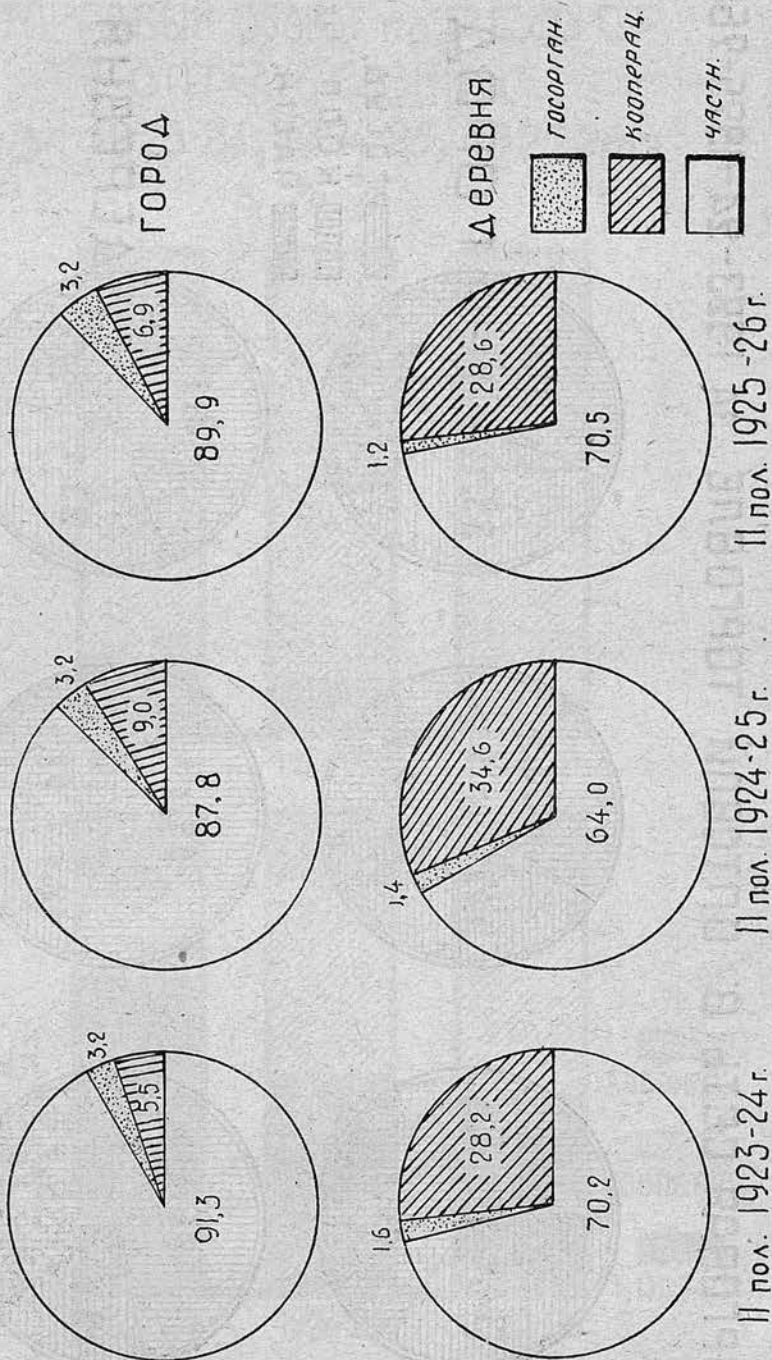 91,3
3,2
5,5
87,8
3,2
9,0
89,9
3,2
6,9
ГОРОД
1,6
28,2
70,2
1,4
34,6
64,0
1,2
28,6
70,5
ДЕРЕВНЯ
ГОСОРГАН.
КООПЕРАЦ.
ЧАСТН.
II пол. 1923-24 г.
II пол. 1924-25 г.
II пол. 1925-26 г.